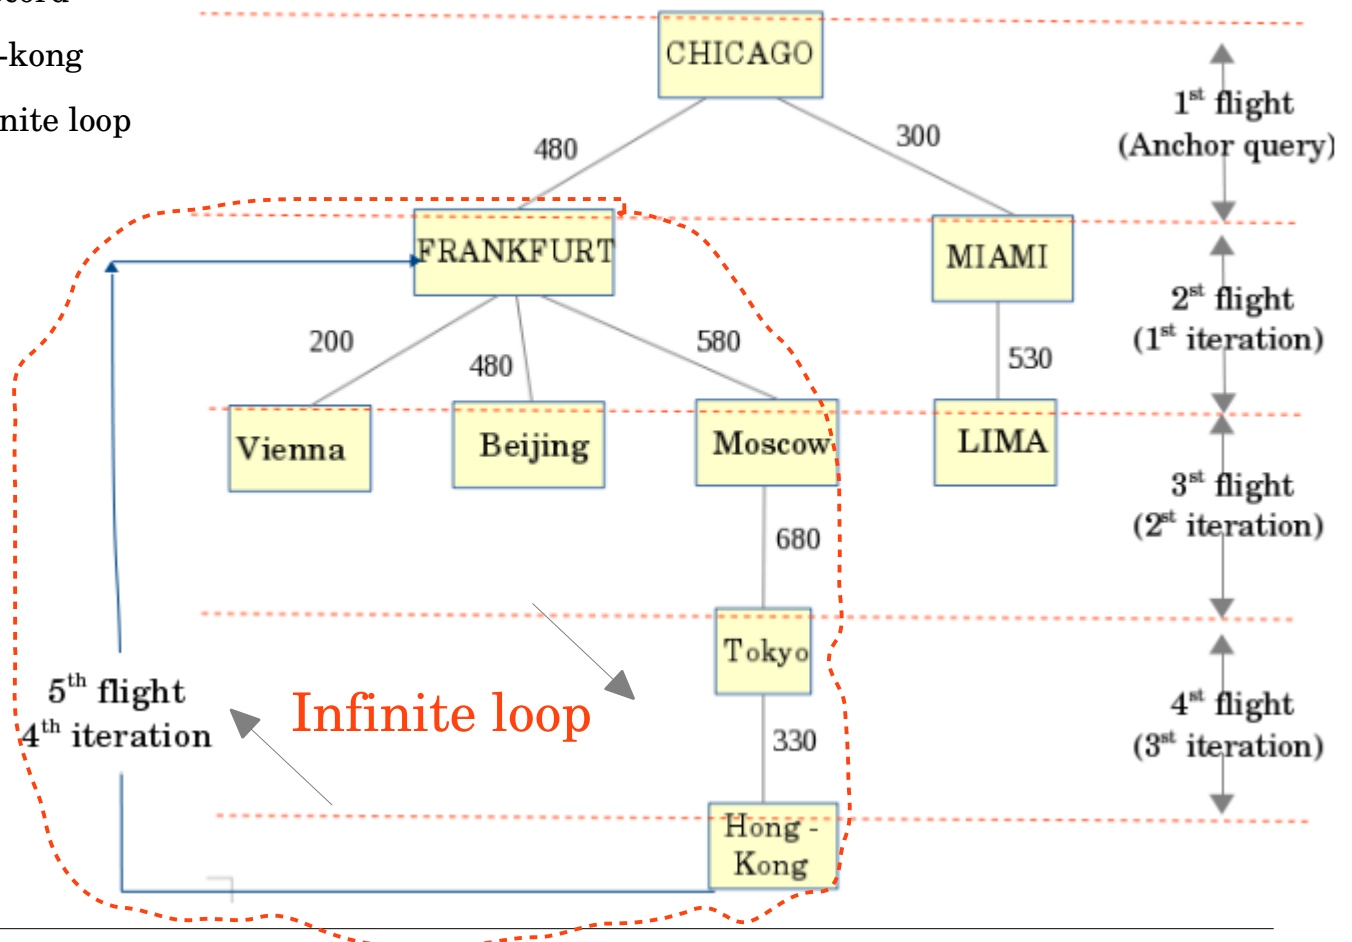 -kong
nite loop
CHICAGO
1st flight
(Anchor query)
480
300
FRANKFURT
MIAMI
2st flight
(1st iteration)
200
480
580
530
Vienna
Beijing
Moscow
LIMA
3st flight
(2st iteration)
680
Tokyo
5th flight
4th iteration
Infinite loop
330
4st flight
(3st iteration)
Hong -
Kong